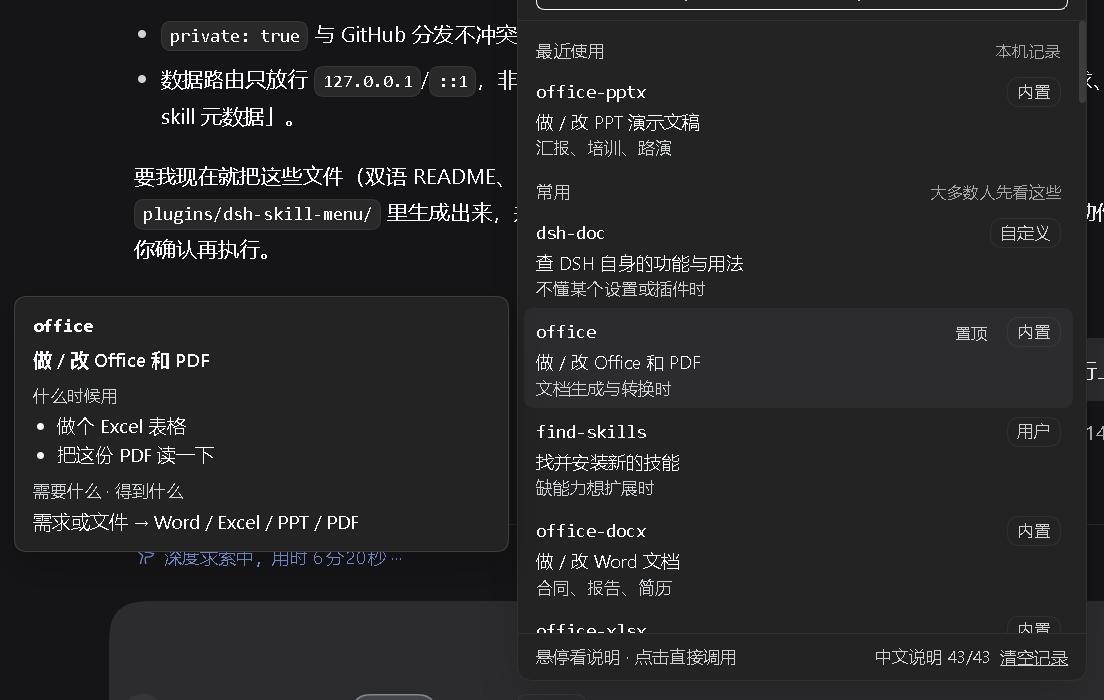 private: true 与 GitHub 分发不冲突
数据路由只放行 127.0.0.1/ ::1，非
skill 元数据」。
要我现在就把这些文件（双语 README、
plugins/dsh-skill-menu/ 里生成出来，
你确认再执行。
office
做 / 改 Office 和 PDF
什么时候用
做个 Excel 表格
把这份 PDF 读一下
需要什么 · 得到什么
需求或文件 → Word / Excel / PPT / PDF
深度求索中，用时 6分20秒 ···
最近使用 本机记录
office-pptx 内置
做 / 改 PPT 演示文稿
汇报、培训、路演
常用 大多数人先看这些
dsh-doc 自定义
查 DSH 自身的功能与用法
不懂某个设置或插件时
office 置顶 内置
做 / 改 Office 和 PDF
文档生成与转换时
find-skills 用户
找并安装新的技能
缺能力想扩展时
office-docx 内置
做 / 改 Word 文档
合同、报告、简历
office-xlsx 内置
悬停看说明 · 点击直接调用 中文说明 43/43 清空记录